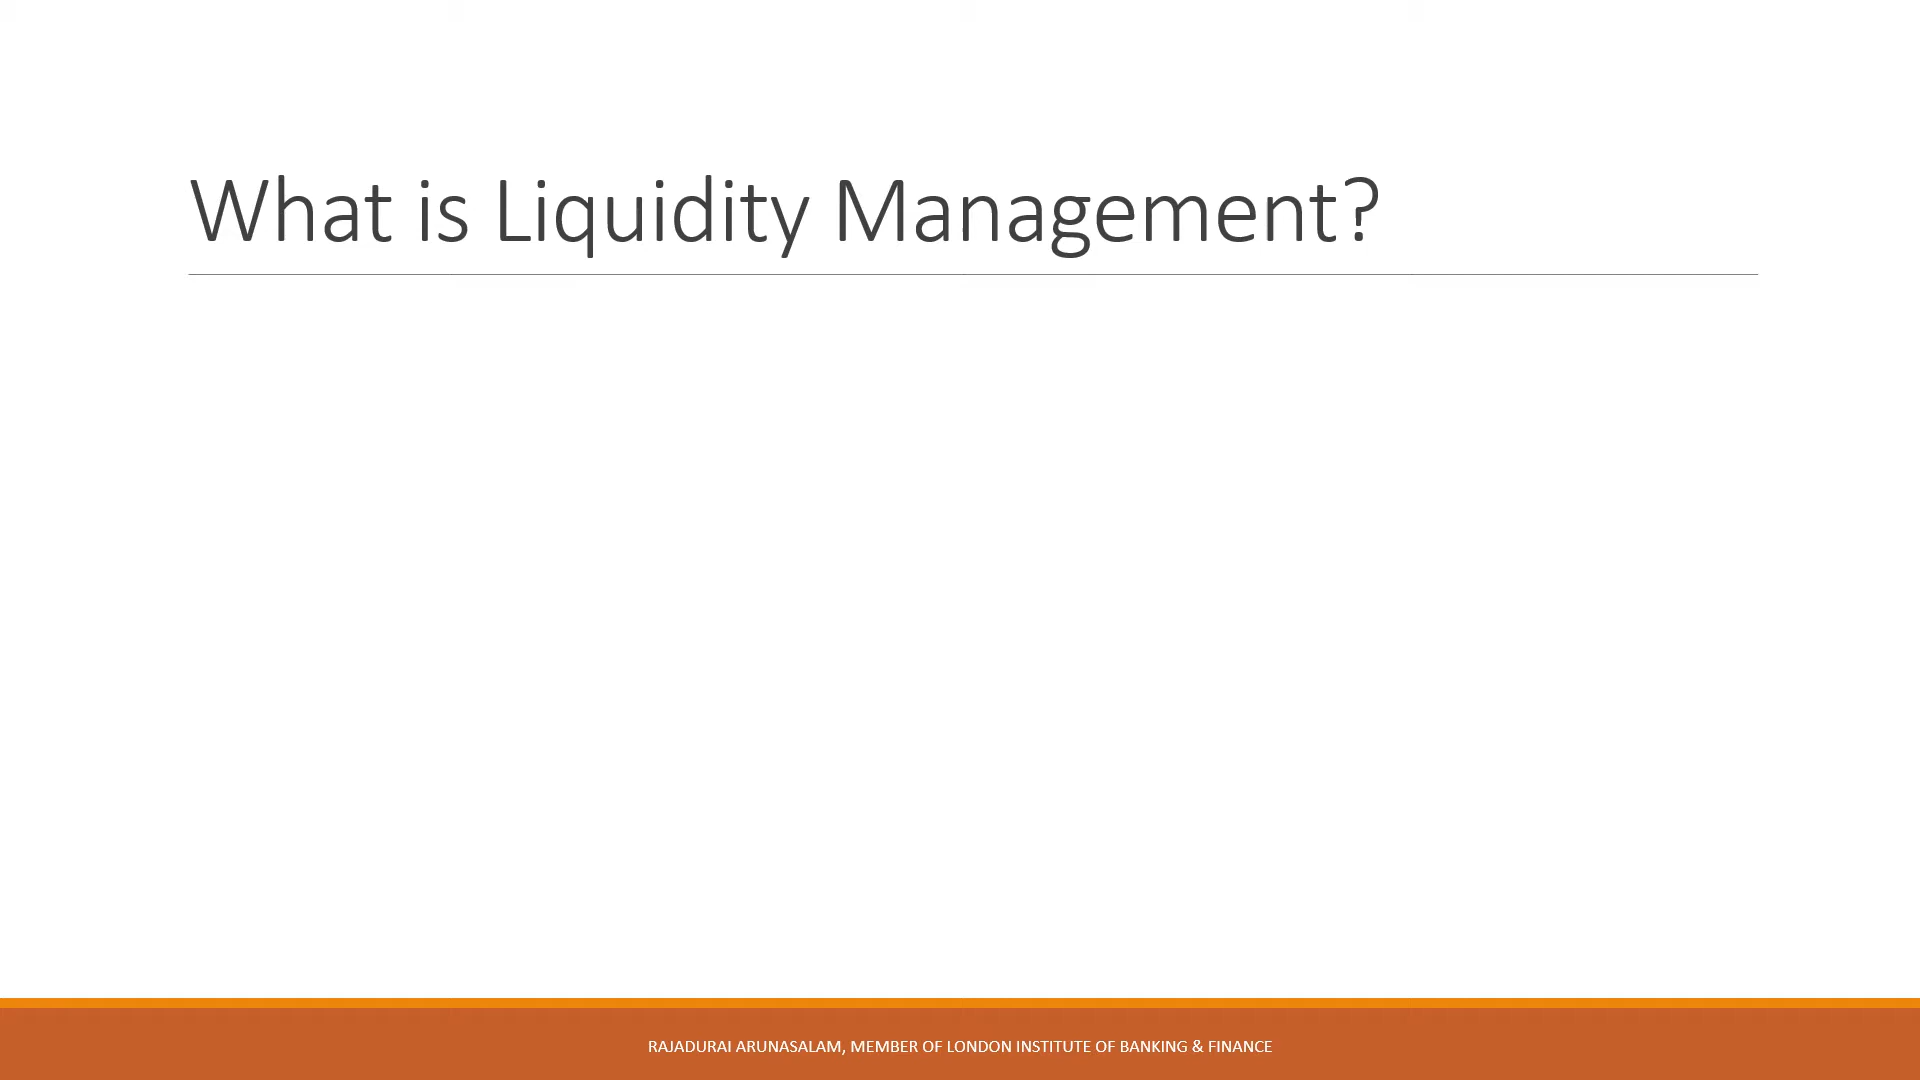 What is Liquidity Management?
RAJADURAI ARUNASALAM, MEMBER OF LONDON INSTITUTE OF BANKING & FINANCE